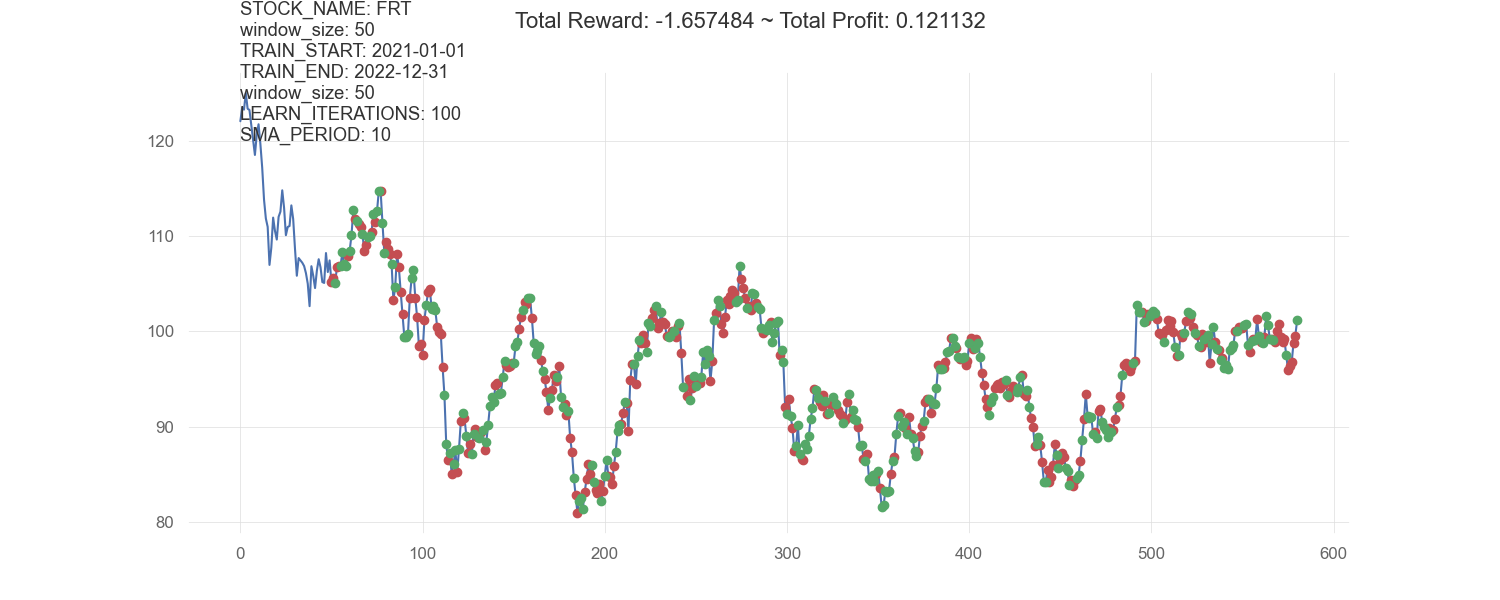 STOCK_NAME: FRT
Total Reward: -1.657484 ~ Total Profit: 0.121132
window_size: 50
TRAIN_START: 2021-01-01
TRAIN_END: 2022-12-31
window_size: 50
LEARN_ITERATIONS: 100
SMA_PERIOD: 10
120
110
100
90
80
0 100 200 300 400 500 600